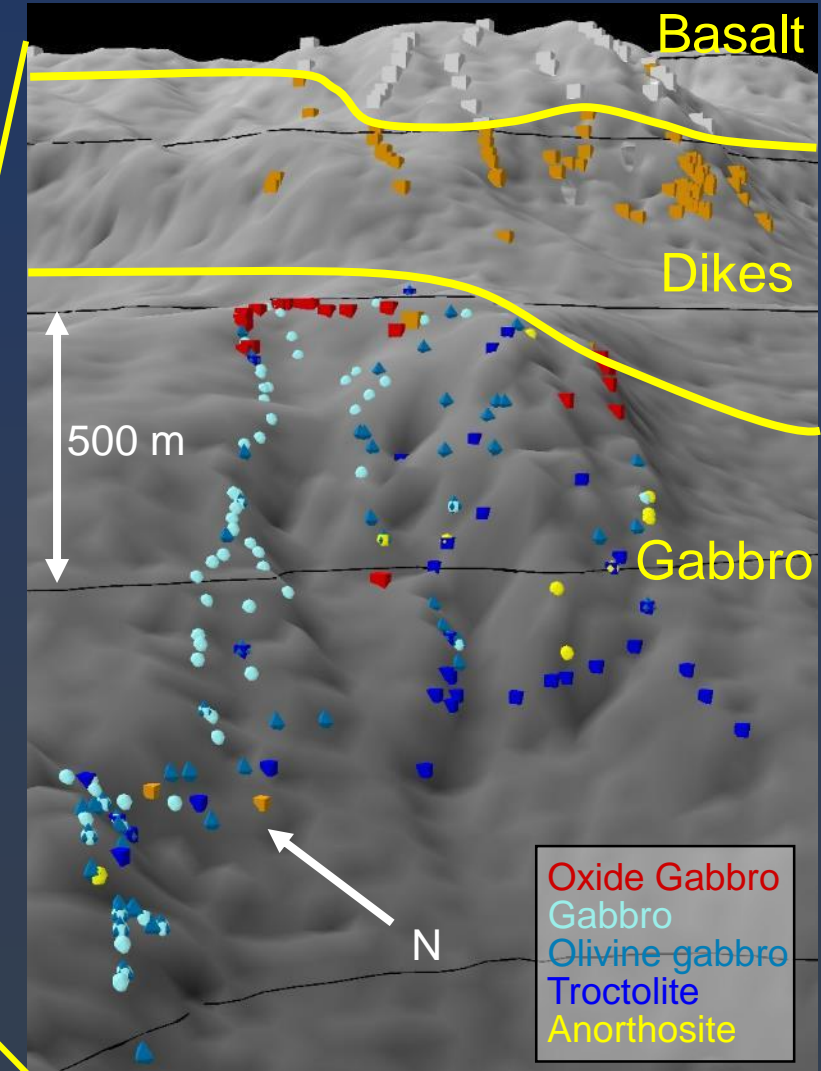 Basalt
Dikes
500 m
Gabbro
N
Oxide Gabbro
Gabbro
Olivine gabbro
Troctolite
Anorthosite